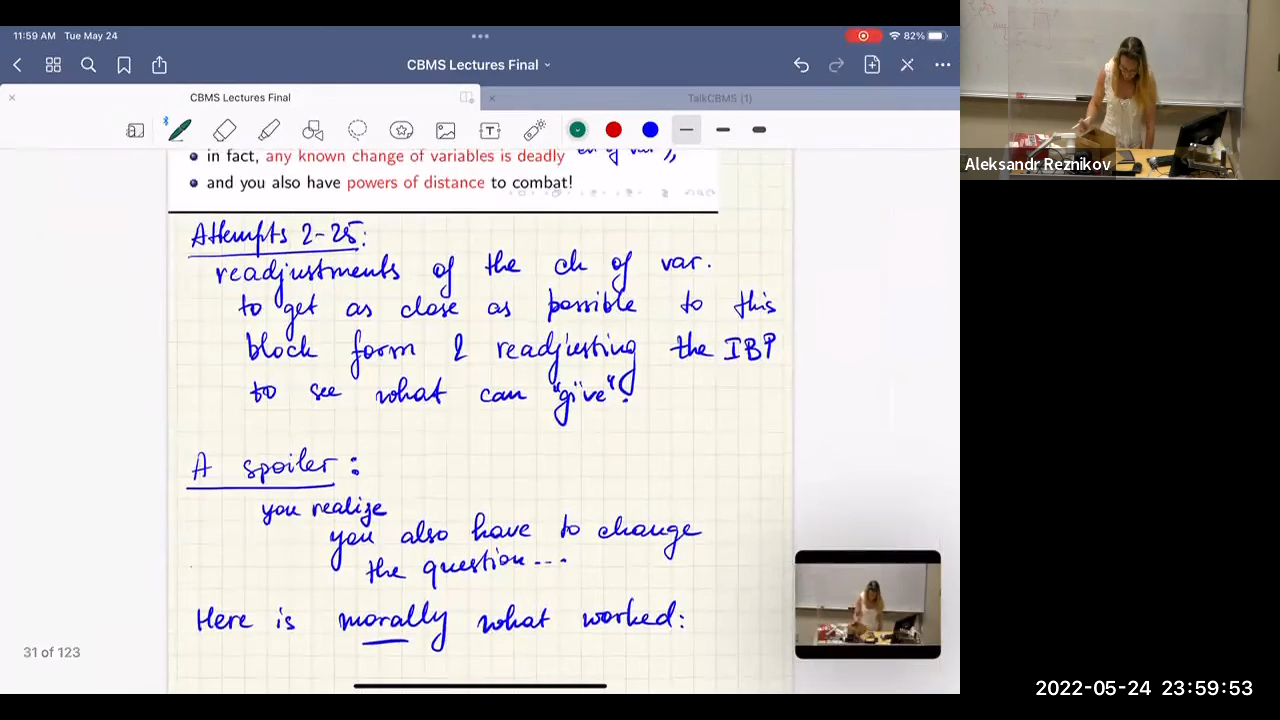 11:59 AM Tue May 24
82%
CBMS Lectures Final
CBMS Lectures Final
TalkCBMS (1)
in fact, any known change of variables is deadly
and you also have powers of distance to combat!
Attempts 2-25:
readjustments of the ch of var.
to get as close as possible to this
block form & readjusting the IBP
to see what can "give".
A spoiler:
you realize
you also have to change
the question...
Here is morally what worked:
31 of 123
Aleksandr Reznikov
2022-05-24 23:59:53